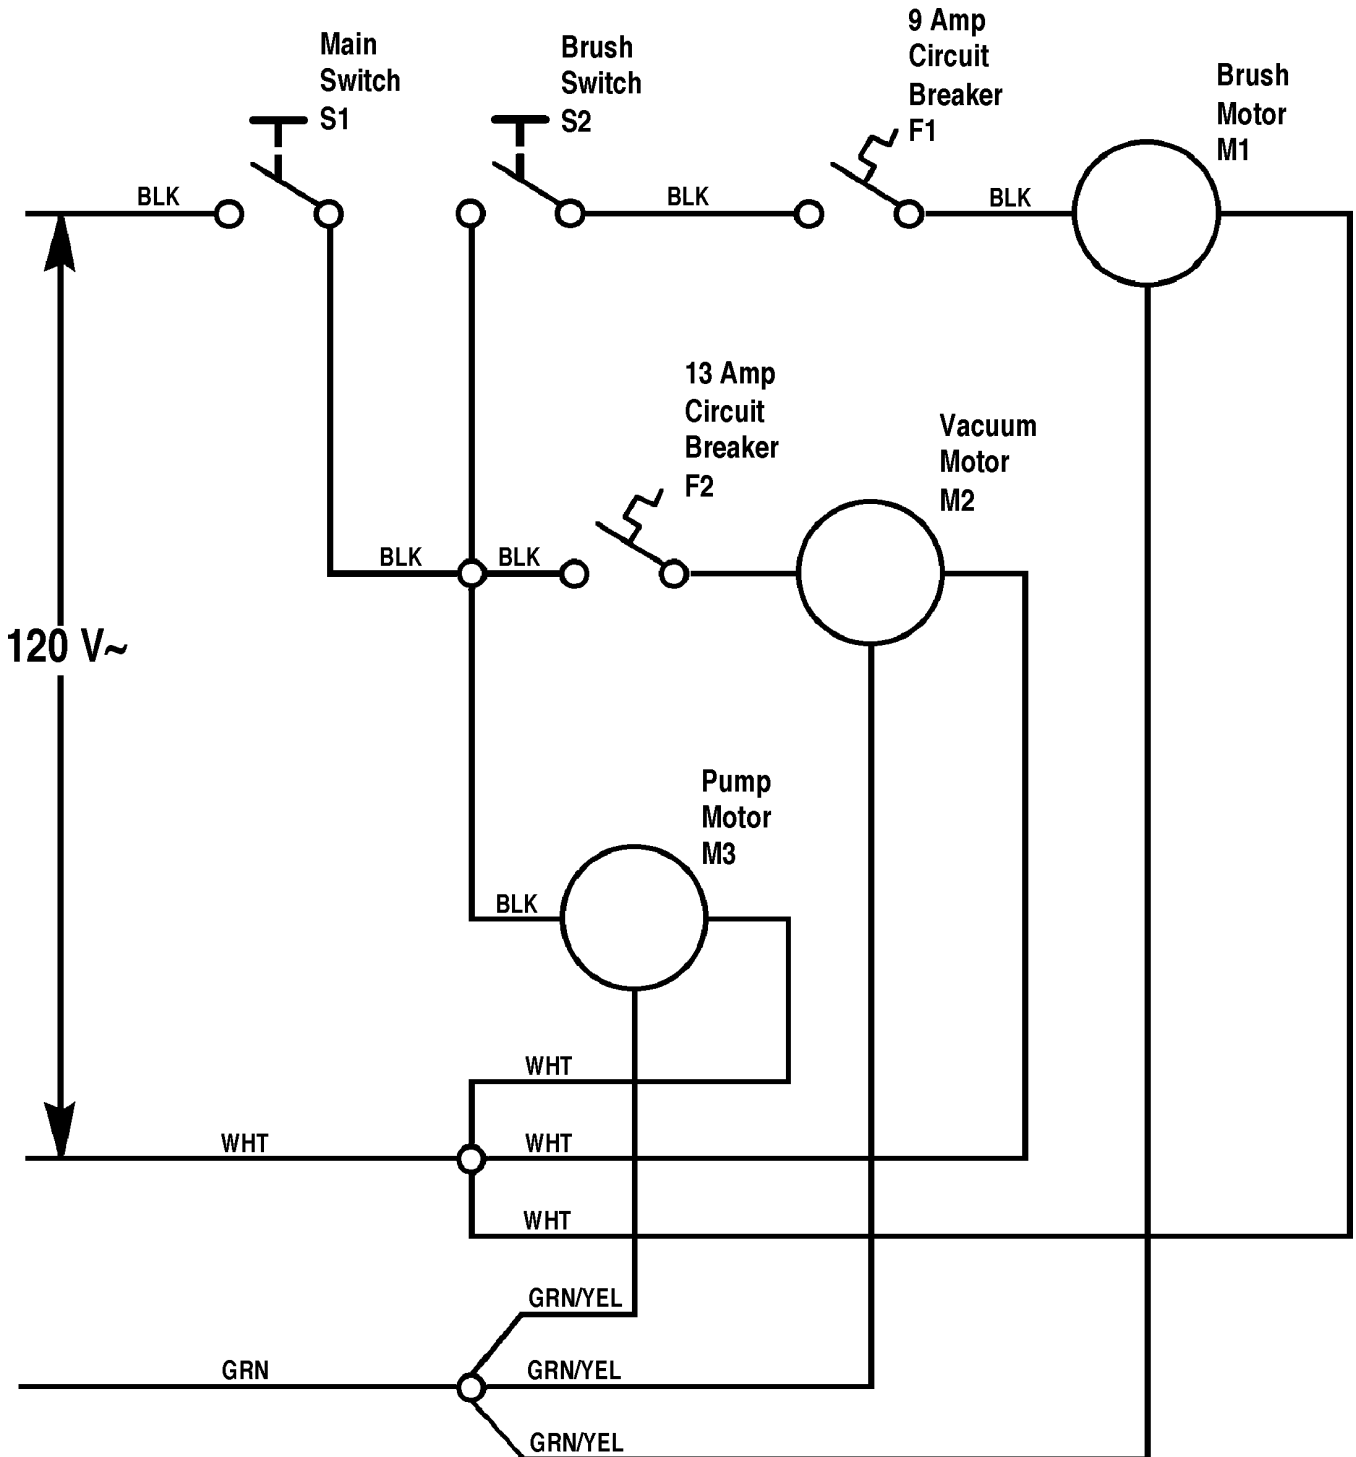 Main
Switch
S1
Brush
Switch
S2
9 Amp
Circuit
Breaker
F1
Brush
Motor
M1
BLK
BLK
BLK
13 Amp
Circuit
Breaker
F2
Vacuum
Motor
M2
BLK
BLK
120 V~
Pump
Motor
M3
BLK
WHT
WHT
WHT
WHT
GRN/YEL
GRN
GRN/YEL
GRN/YEL